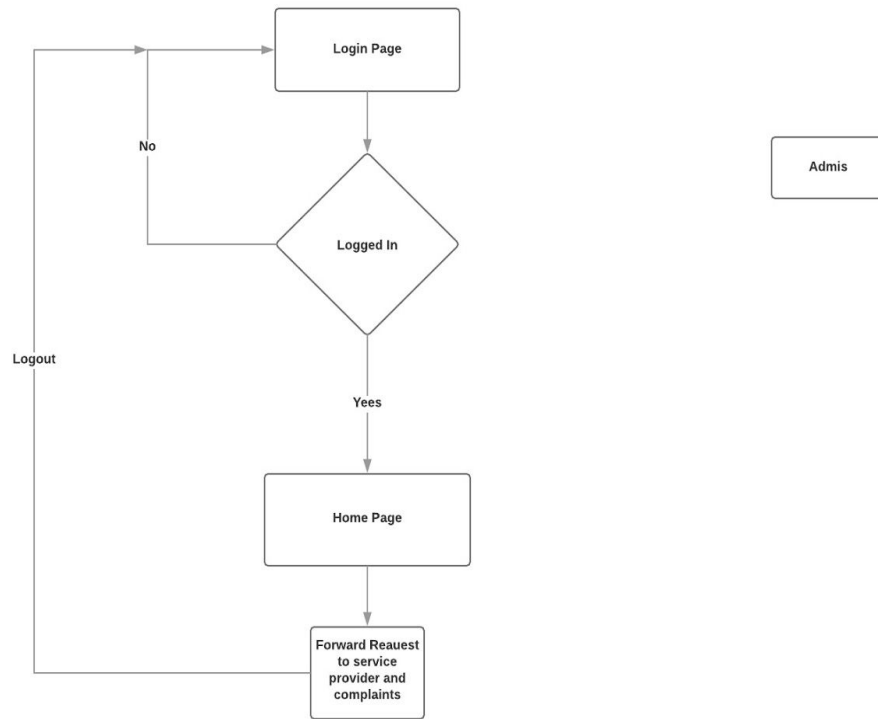 Login Page
No
Admis
Logged In
Logout
Yees
Home Page
Forward Reauest
to service
provider and
complaints